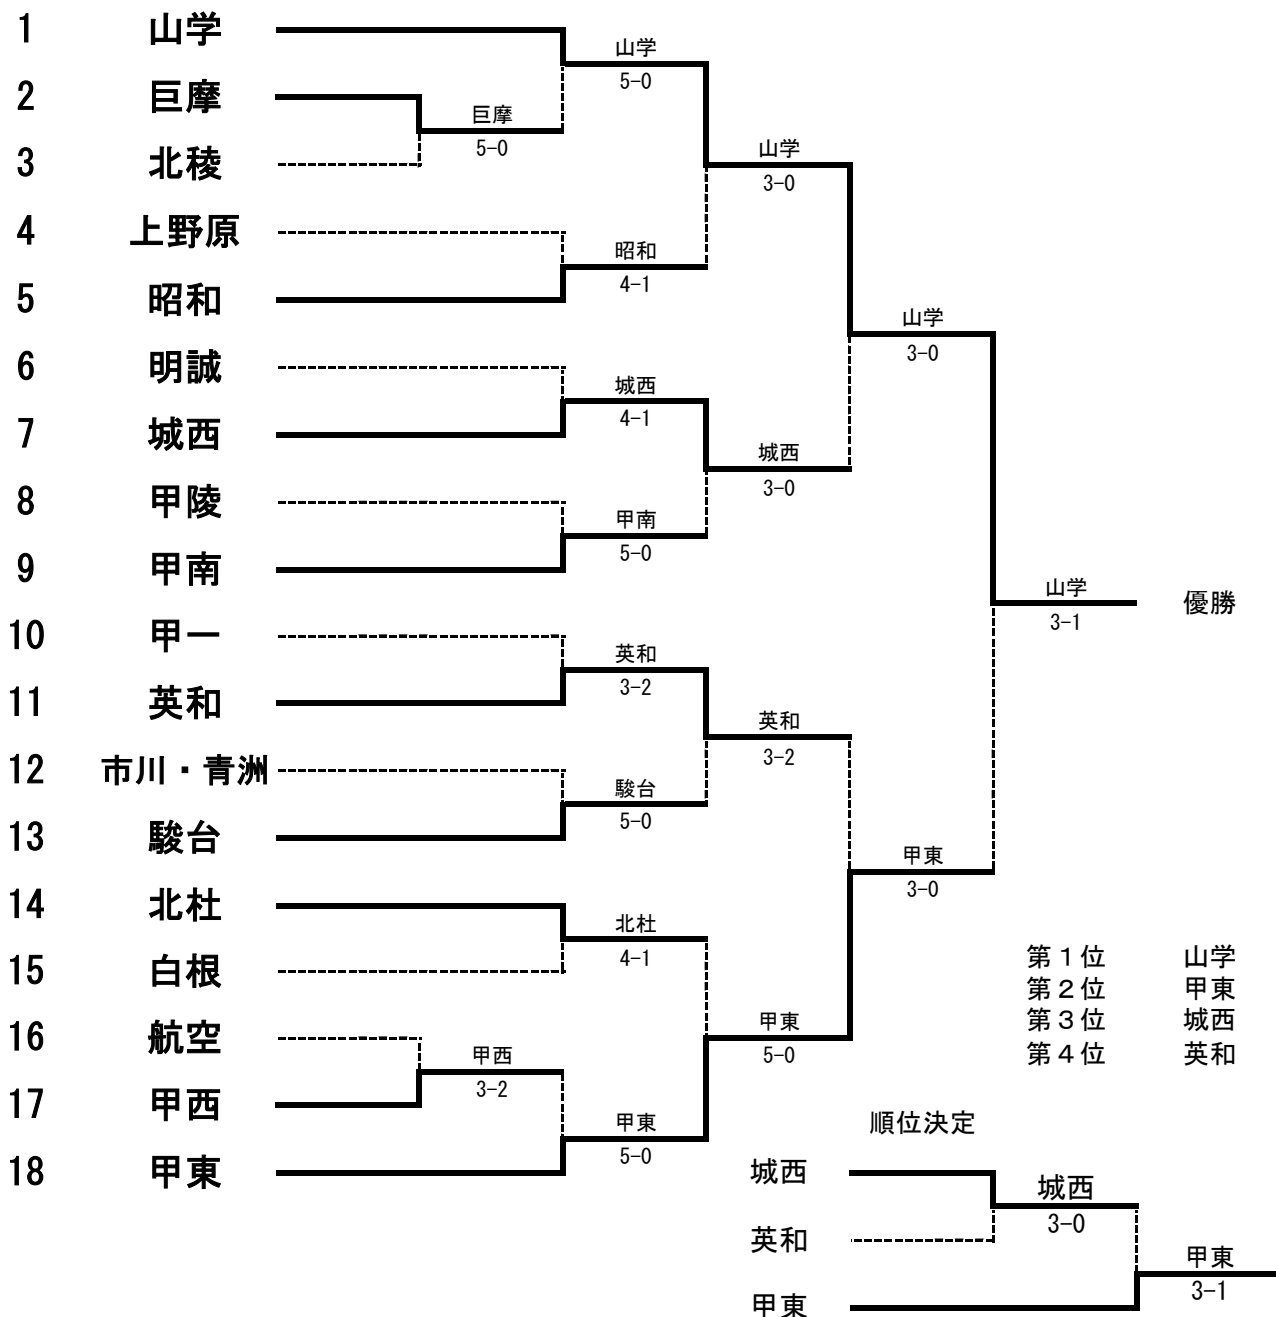 1 山学
山学
5-0
2 巨摩
巨摩
5-0
3 北稜
山学
3-0
4 上野原
昭和
4-1
5 昭和
山学
3-0
6 明誠
城西
4-1
7 城西
城西
3-0
8 甲陵
甲南
5-0
9 甲南
山学
3-1
優勝
10 甲一
英和
3-2
11 英和
英和
3-2
12 市川・青洲
駿台
5-0
13 駿台
甲東
3-0
14 北杜
北杜
4-1
15 白根
第1位 山学
第2位 甲東
第3位 城西
第4位 英和
16 航空
甲東
5-0
甲西
3-2
17 甲西
甲東
5-0
18 甲東
順位決定
城西
城西
3-0
英和
甲東
3-1
甲東